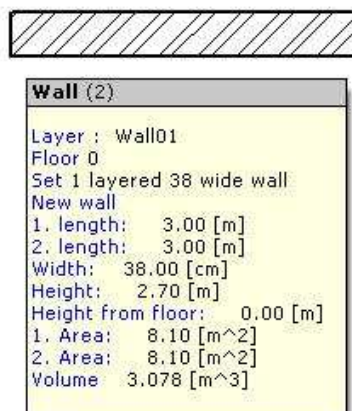 Wall (2)
Layer : Wall01
Floor 0
Set 1 layered 38 wide wall
New wall
1. length: 3.00 [m]
2. length: 3.00 [m]
Width: 38.00 [cm]
Height: 2.70 [m]
Height from floor: 0.00 [m]
1. Area: 8.10 [m^2]
2. Area: 8.10 [m^2]
Volume 3.078 [m^3]